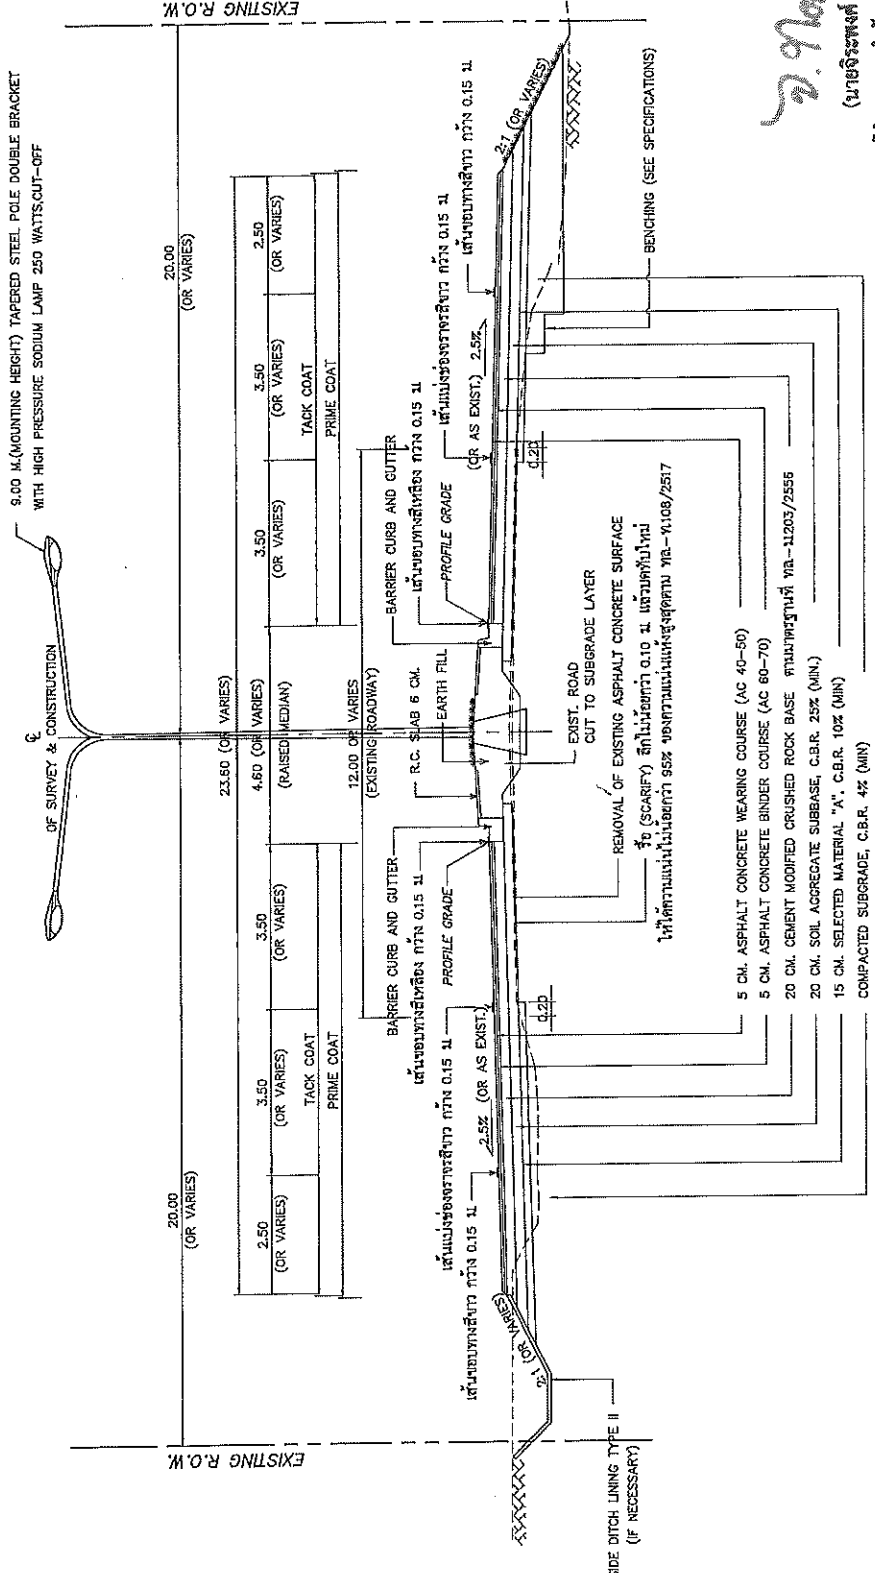 9.00 M.(MOUNTING HEIGHT) TAPERED STEEL POLE DOUBLE BRACKET
WITH HIGH PRESSURE SODIUM LAMP 250 WATTS,CUT-OFF
℄
OF SURVEY & CONSTRUCTION
EXISTING R.O.W.
EXISTING R.O.W.
20.00
(OR VARIES)
20.00
(OR VARIES)
23.60 (OR VARIES)
2.50
(OR VARIES)
3.50
(OR VARIES)
3.50
(OR VARIES)
4.60 (OR VARIES)
(RAISED MEDIAN)
3.50
(OR VARIES)
3.50
(OR VARIES)
2.50
(OR VARIES)
TACK COAT
PRIME COAT
TACK COAT
PRIME COAT
12.00 OR VARIES
(EXISTING ROADWAY)
BARRIER CURB AND GUTTER
เส้นขอบทางสีเหลือง กว้าง 0.15 ม
PROFILE GRADE
R.C. SLAB 6 CM.
EARTH FILL
BARRIER CURB AND GUTTER
เส้นขอบทางสีเหลือง กว้าง 0.15 ม
PROFILE GRADE
เส้นขอบทางสีขาว กว้าง 0.15 ม
เส้นแบ่งช่องจราจรสีขาว กว้าง 0.15 ม
2.5% (OR AS EXIST.)
เส้นแบ่งช่องจราจรสีขาว กว้าง 0.15 ม
เส้นขอบทางสีขาว กว้าง 0.15 ม
(OR AS EXIST.) 2.5%
2:1 (OR VARIES)
2:1 (OR VARIES)
0.20
0.20
EXIST. ROAD
CUT TO SUBGRADE LAYER
REMOVAL OF EXISTING ASPHALT CONCRETE SURFACE
รื้อ (SCARIFY) ลึกไม่น้อยกว่า 0.10 ม แล้วบดทับใหม่
ให้ได้ความแน่นไม่น้อยกว่า 95% ของความแน่นแห้งสูงสุดตาม ทล.-ท.108/2517
BENCHING (SEE SPECIFICATIONS)
SIDE DITCH LINING TYPE II
(IF NECESSARY)
5 CM. ASPHALT CONCRETE WEARING COURSE (AC 40-50)
5 CM. ASPHALT CONCRETE BINDER COURSE (AC 60-70)
20 CM. CEMENT MODIFIED CRUSHED ROCK BASE ตามมาตรฐานที่ ทล.-ม203/2556
20 CM. SOIL AGGREGATE SUBBASE, C.B.R. 25% (MIN.)
15 CM. SELECTED MATERIAL "A", C.B.R. 10% (MIN)
COMPACTED SUBGRADE, C.B.R. 4% (MIN)
(นายจิระพงศ์